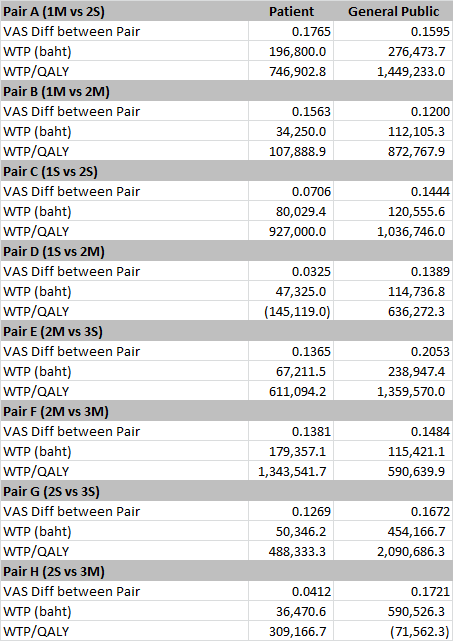 Pair A (1M vs 2S) Patient General Public
VAS Diff between Pair 0.1765 0.1595
WTP (baht) 196,800.0 276,473.7
WTP/QALY 746,902.8 1,449,233.0
Pair B (1M vs 2M)
VAS Diff between Pair 0.1563 0.1200
WTP (baht) 34,250.0 112,105.3
WTP/QALY 107,888.9 872,767.9
Pair C (1S vs 2S)
VAS Diff between Pair 0.0706 0.1444
WTP (baht) 80,029.4 120,555.6
WTP/QALY 927,000.0 1,036,746.0
Pair D (1S vs 2M)
VAS Diff between Pair 0.0325 0.1389
WTP (baht) 47,325.0 114,736.8
WTP/QALY (145,119.0) 636,272.3
Pair E (2M vs 3S)
VAS Diff between Pair 0.1365 0.2053
WTP (baht) 67,211.5 238,947.4
WTP/QALY 611,094.2 1,359,570.0
Pair F (2M vs 3M)
VAS Diff between Pair 0.1381 0.1484
WTP (baht) 179,357.1 115,421.1
WTP/QALY 1,343,541.7 590,639.9
Pair G (2S vs 3S)
VAS Diff between Pair 0.1269 0.1672
WTP (baht) 50,346.2 454,166.7
WTP/QALY 488,333.3 2,090,686.3
Pair H (2S vs 3M)
VAS Diff between Pair 0.0412 0.1721
WTP (baht) 36,470.6 590,526.3
WTP/QALY 309,166.7 (71,562.3)